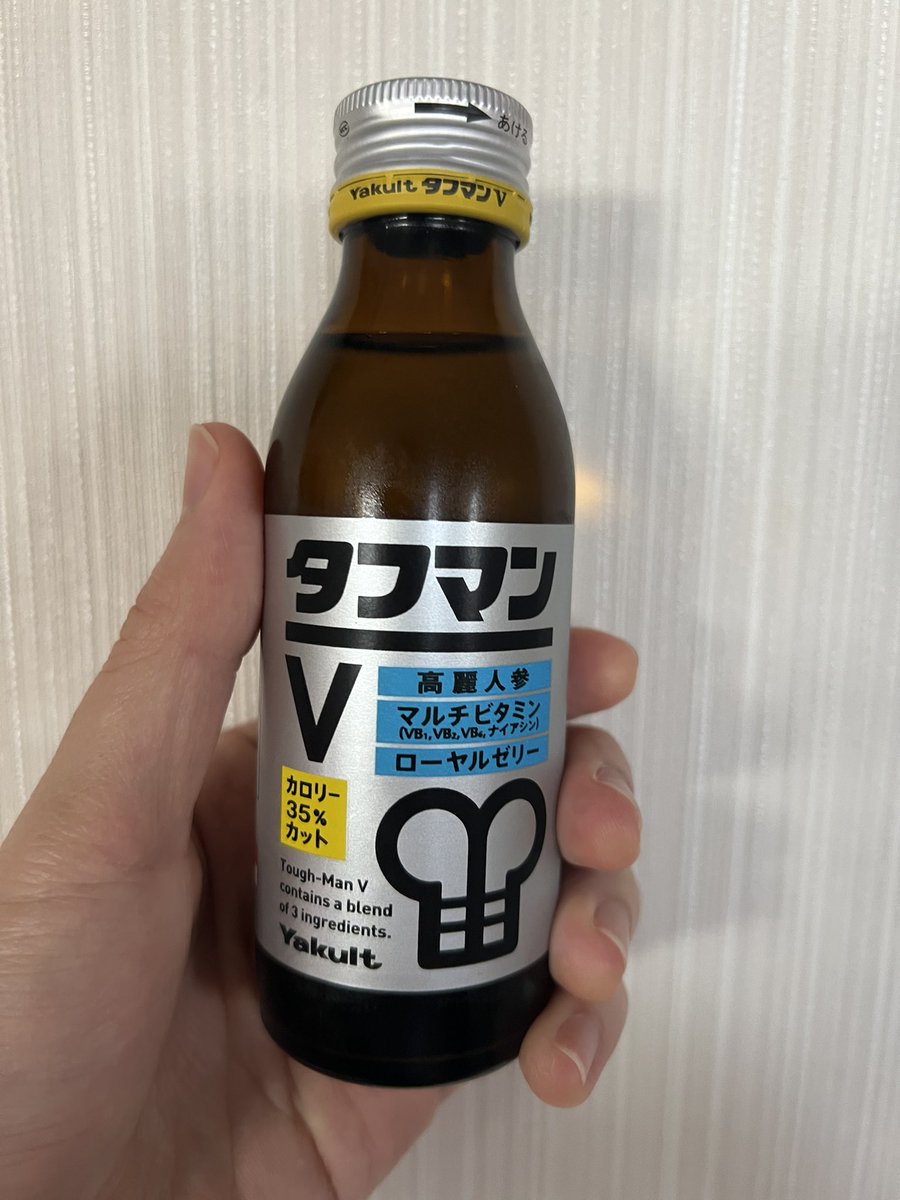 あける
Yakult タフマンV
タフマン
V
高麗人参
マルチビタミン
(VB1, VB2, VB6, ナイアシン)
ローヤルゼリー
カロリー
35%
カット
Tough-Man V
contains a blend
of 3 ingredients.
Yakult